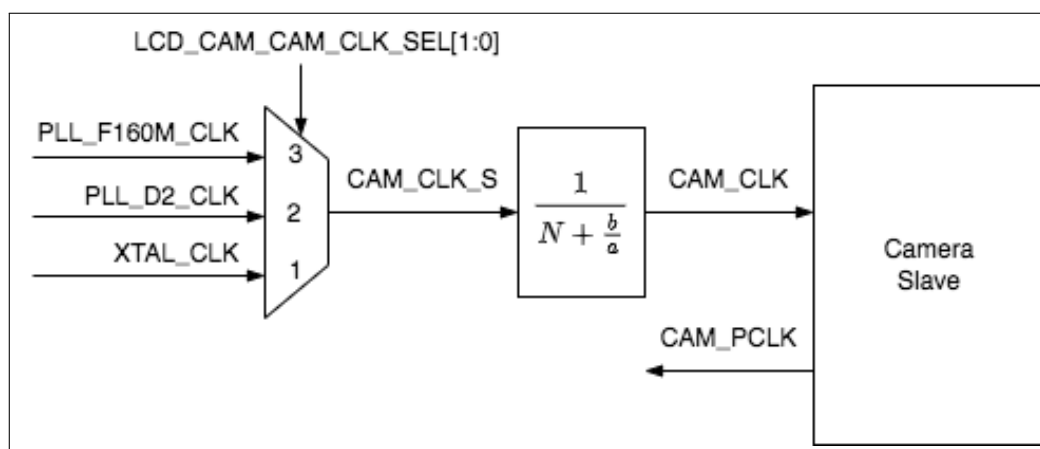 LCD_CAM_CAM_CLK_SEL[1:0]
PLL_F160M_CLK
3
PLL_D2_CLK
2
XTAL_CLK
1
CAM_CLK_S
1
N + b/a
CAM_CLK
Camera
Slave
CAM_PCLK